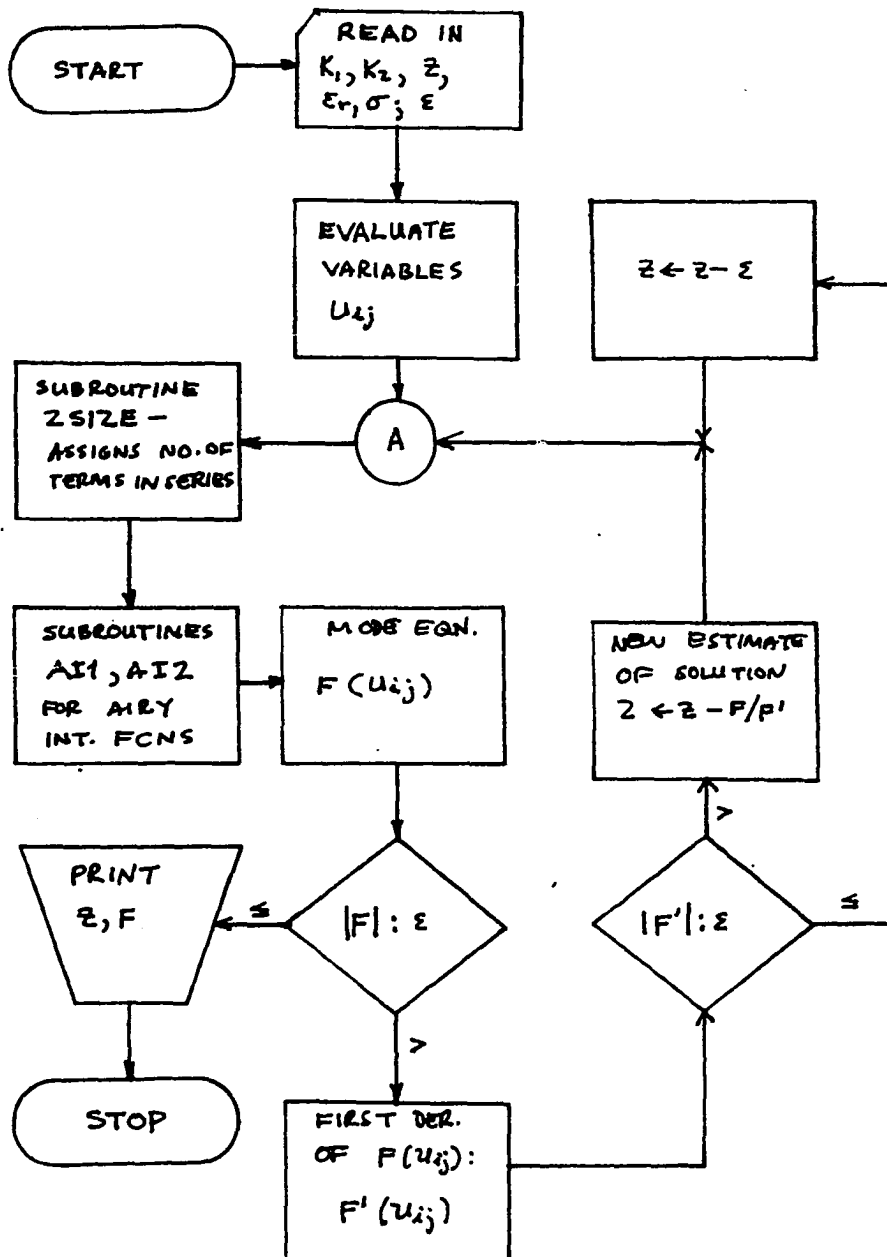 START
READ IN
K₁, K₂, Z,
εr, σ; ε
EVALUATE
VARIABLES
Uij
Z ← Z - ε
SUBROUTINE
ZSIZE -
ASSIGNS NO. OF
TERMS IN SERIES
A
SUBROUTINES
AI1, AI2
FOR AIRY
INT. FCNS
MODE EQN.
F (Uij)
NEW ESTIMATE
OF SOLUTION
Z ← Z - F/F'
>
PRINT
Z, F
≤
|F| : ε
|F'| : ε
≤
>
STOP
FIRST DER.
OF F(Uij):
F' (Uij)